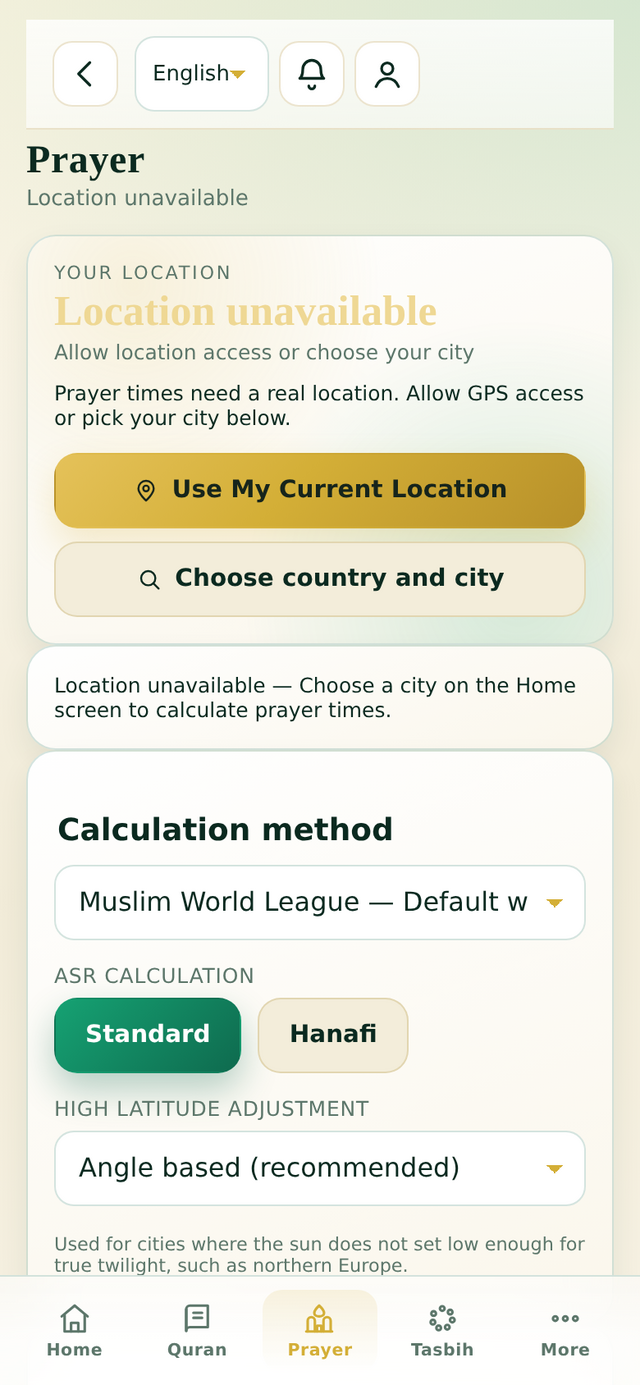 English
Prayer
Location unavailable
YOUR LOCATION
Location unavailable
Allow location access or choose your city
Prayer times need a real location. Allow GPS access
or pick your city below.
Use My Current Location
Choose country and city
Location unavailable — Choose a city on the Home
screen to calculate prayer times.
Calculation method
Muslim World League — Default w
ASR CALCULATION
Standard
Hanafi
HIGH LATITUDE ADJUSTMENT
Angle based (recommended)
Used for cities where the sun does not set low enough for
true twilight, such as northern Europe.
Home
Quran
Prayer
Tasbih
More